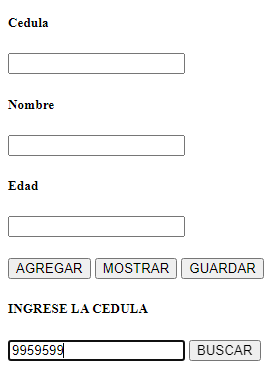 Cedula
Nombre
Edad
AGREGAR MOSTRAR GUARDAR
INGRESE LA CEDULA
9959599 BUSCAR